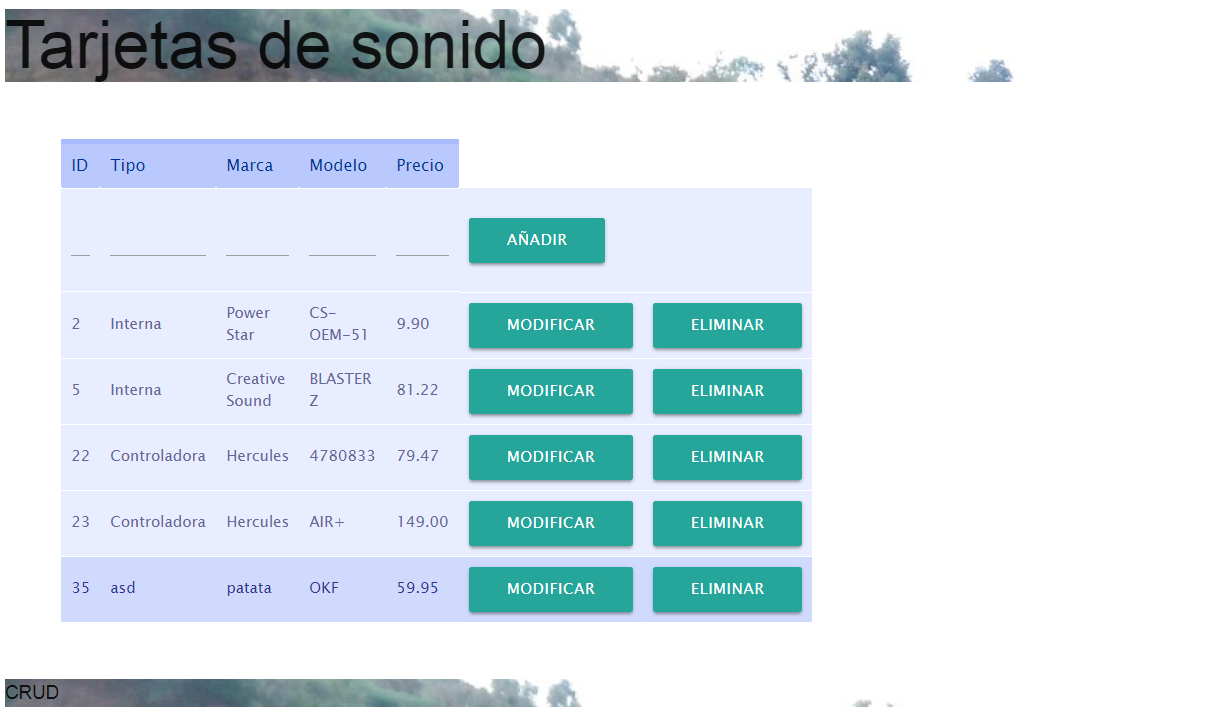 Tarjetas de sonido
ID Tipo Marca Modelo Precio
AÑADIR
2 Interna Power Star CS-OEM-51 9.90 MODIFICAR ELIMINAR
5 Interna Creative Sound BLASTER Z 81.22 MODIFICAR ELIMINAR
22 Controladora Hercules 4780833 79.47 MODIFICAR ELIMINAR
23 Controladora Hercules AIR+ 149.00 MODIFICAR ELIMINAR
35 asd patata OKF 59.95 MODIFICAR ELIMINAR
CRUD